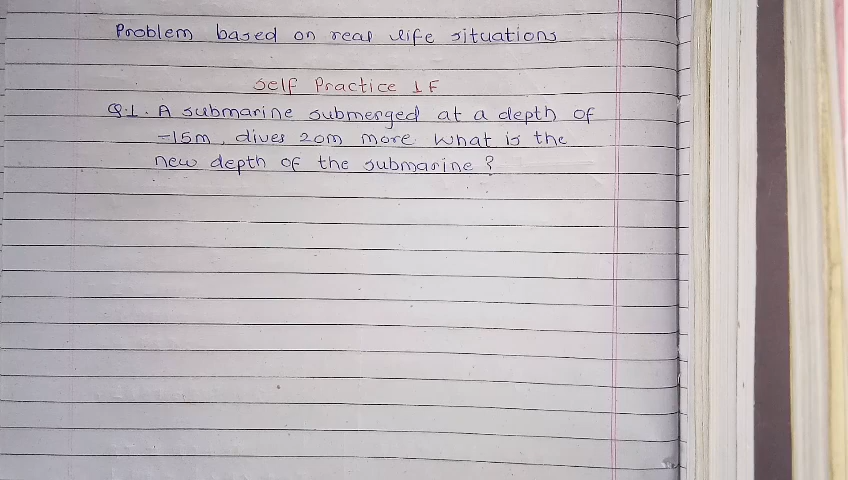 Problem based on real life situations
Self Practice 1F
Q.1. A submarine submerged at a depth of
-15m, dives 20m more what is the
new depth of the submarine?